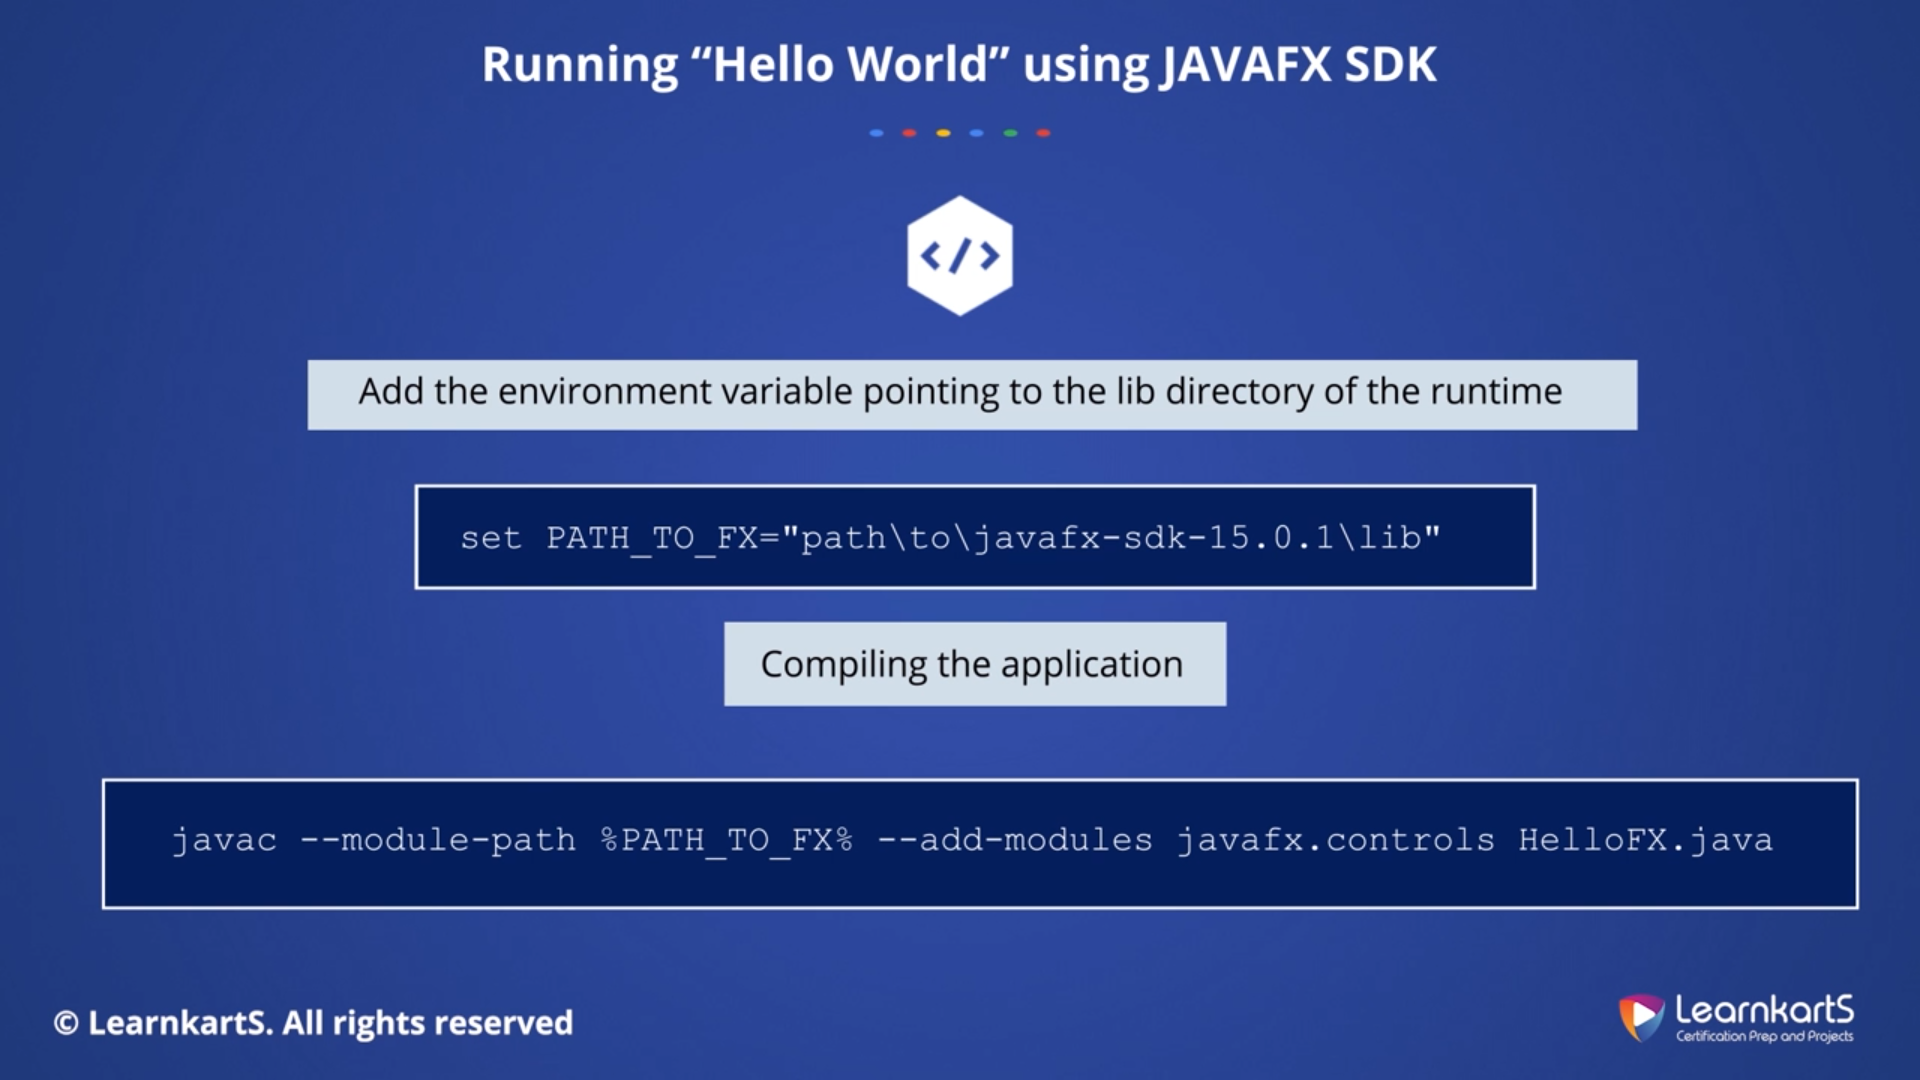 Running “Hello World” using JAVAFX SDK
</>
Add the environment variable pointing to the lib directory of the runtime
set PATH_TO_FX="path\to\javafx-sdk-15.0.1\lib"
Compiling the application
javac --module-path %PATH_TO_FX% --add-modules javafx.controls HelloFX.java
© LearnkartS. All rights reserved
LearnkartS
Certification Prep and Projects